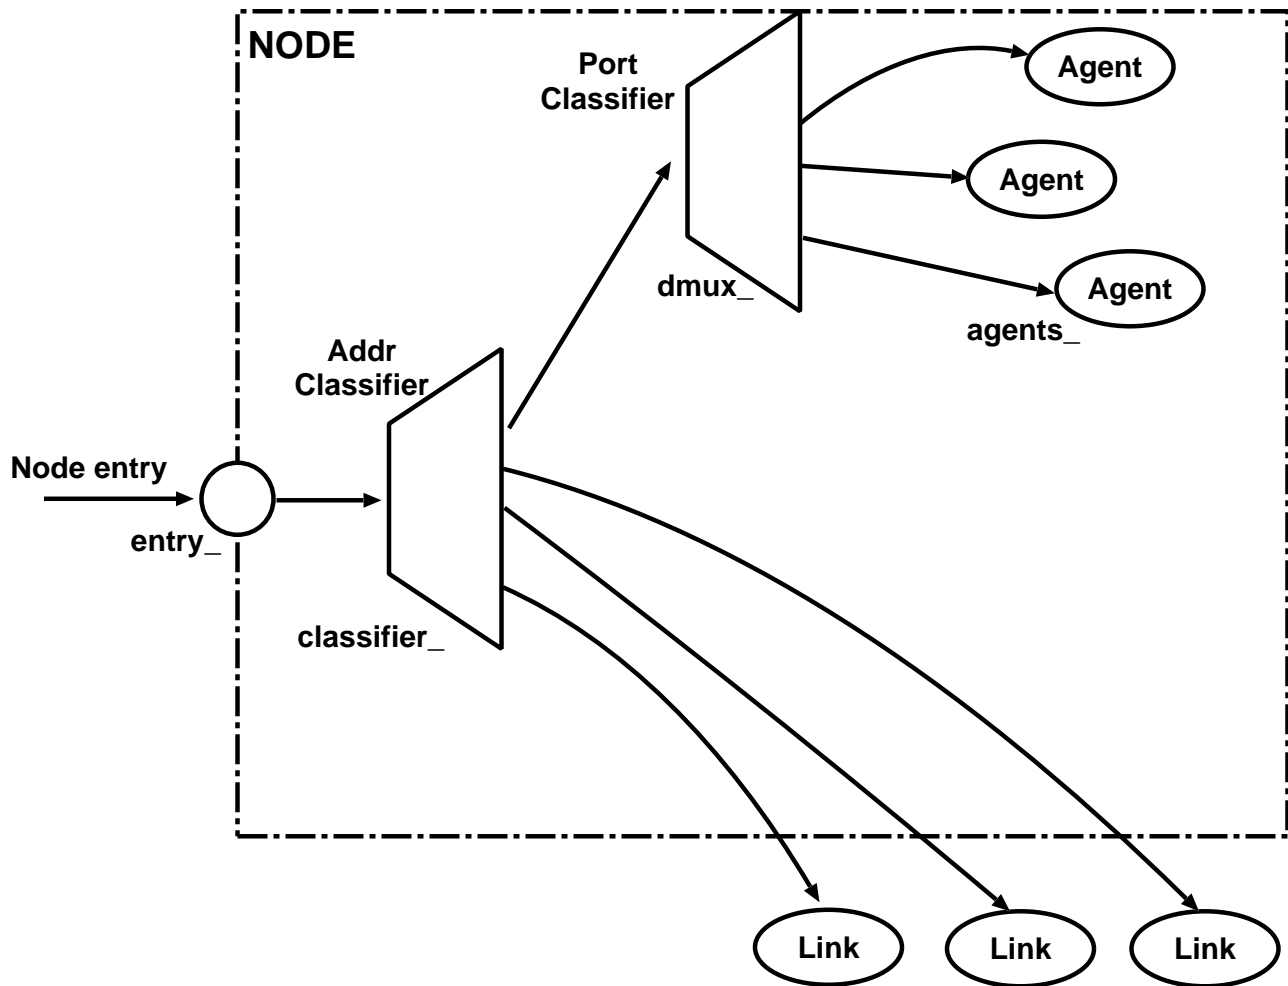 NODE
Port
Classifier
Agent
Agent
dmux_
Agent
agents_
Addr
Classifier
Node entry
entry_
classifier_
Link
Link
Link